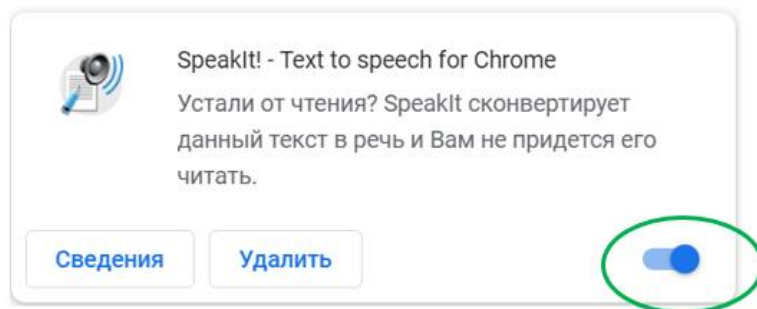 SpeakIt! - Text to speech for Chrome
Устали от чтения? SpeakIt сконвертирует
данный текст в речь и Вам не придется его
читать.
Сведения
Удалить